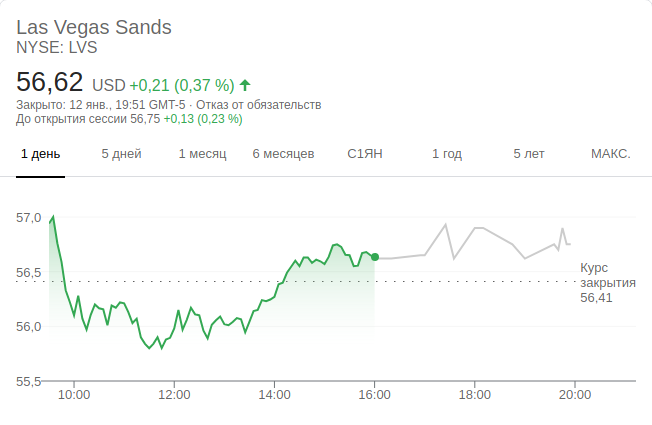 Las Vegas Sands
NYSE: LVS
56,62 USD +0,21 (0,37 %)
Закрыто: 12 янв., 19:51 GMT-5 · Отказ от обязательств
До открытия сессии 56,75 +0,13 (0,23 %)
1 день 5 дней 1 месяц 6 месяцев С1ЯН 1 год 5 лет МАКС.
57,0
56,5
56,0
55,5
Курс
закрытия
56,41
10:00 12:00 14:00 16:00 18:00 20:00